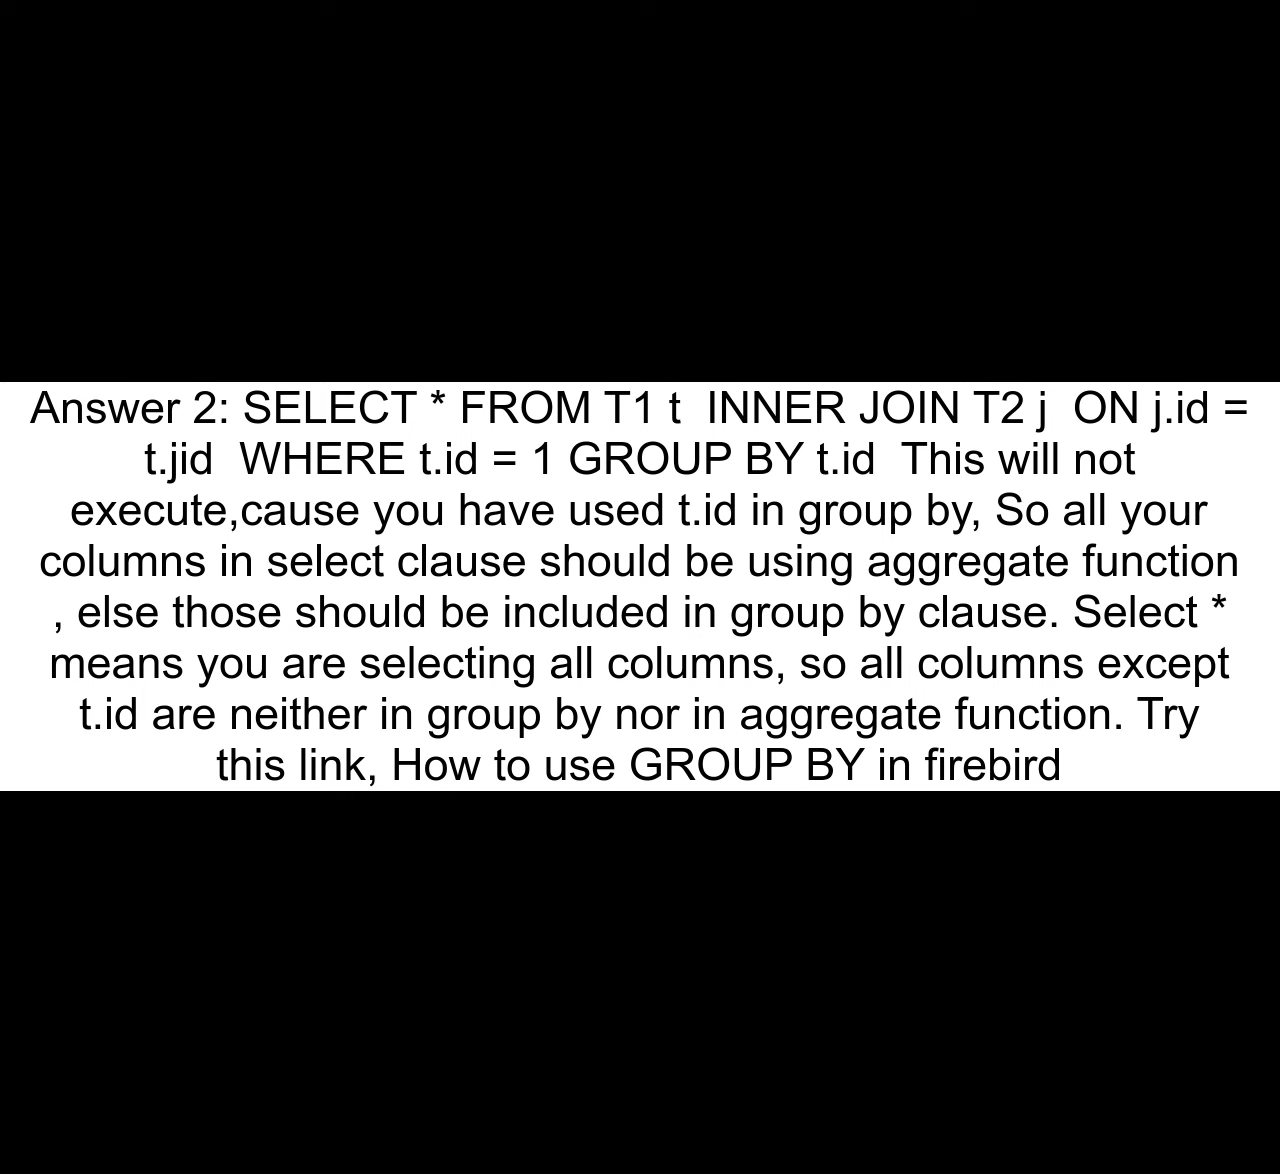 Answer 2: SELECT * FROM T1 t  INNER JOIN T2 j  ON j.id =
t.jid  WHERE t.id = 1 GROUP BY t.id  This will not
execute,cause you have used t.id in group by, So all your
columns in select clause should be using aggregate function
, else those should be included in group by clause. Select *
means you are selecting all columns, so all columns except
t.id are neither in group by nor in aggregate function. Try
this link, How to use GROUP BY in firebird